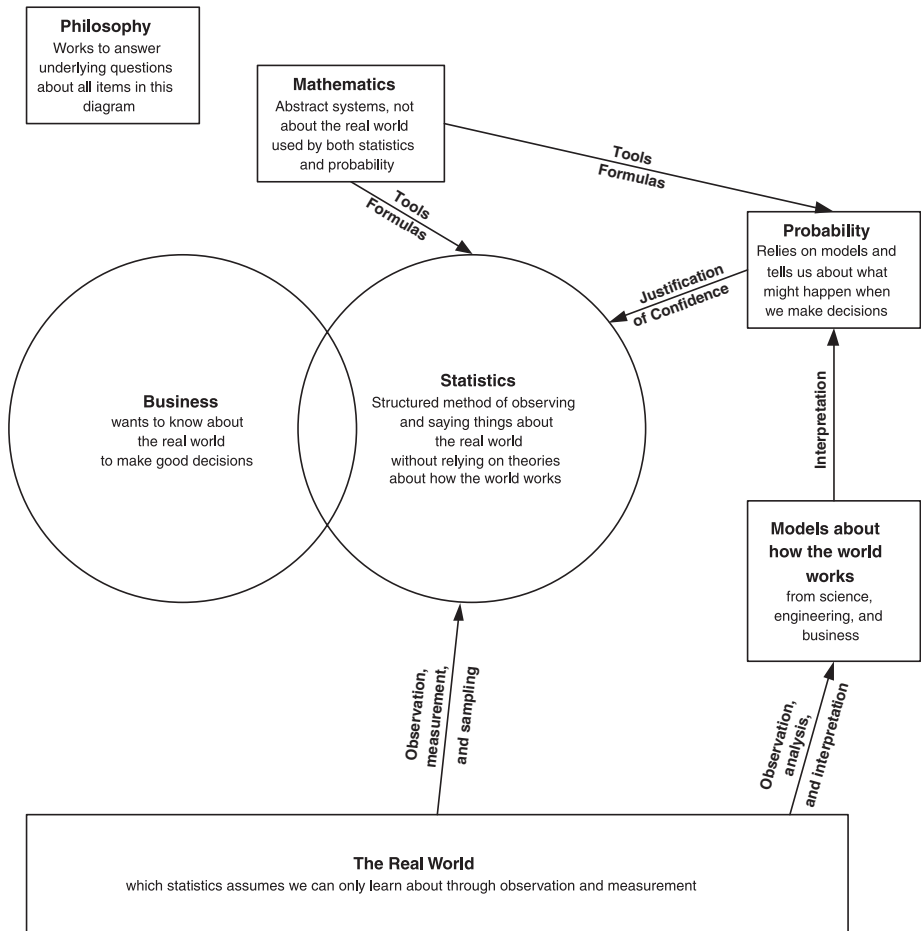 Philosophy
Works to answer
underlying questions
about all items in this
diagram
Mathematics
Abstract systems, not
about the real world
used by both statistics
and probability
Tools
Formulas
Tools
Formulas
Probability
Relies on models and
tells us about what
might happen when
we make decisions
Justification
of Confidence
Business
wants to know about
the real world
to make good decisions
Statistics
Structured method of observing
and saying things about
the real world
without relying on theories
about how the world works
Interpretation
Models about
how the world
works
from science,
engineering, and
business
Observation,
measurement,
and sampling
Observation,
analysis,
and interpretation
The Real World
which statistics assumes we can only learn about through observation and measurement